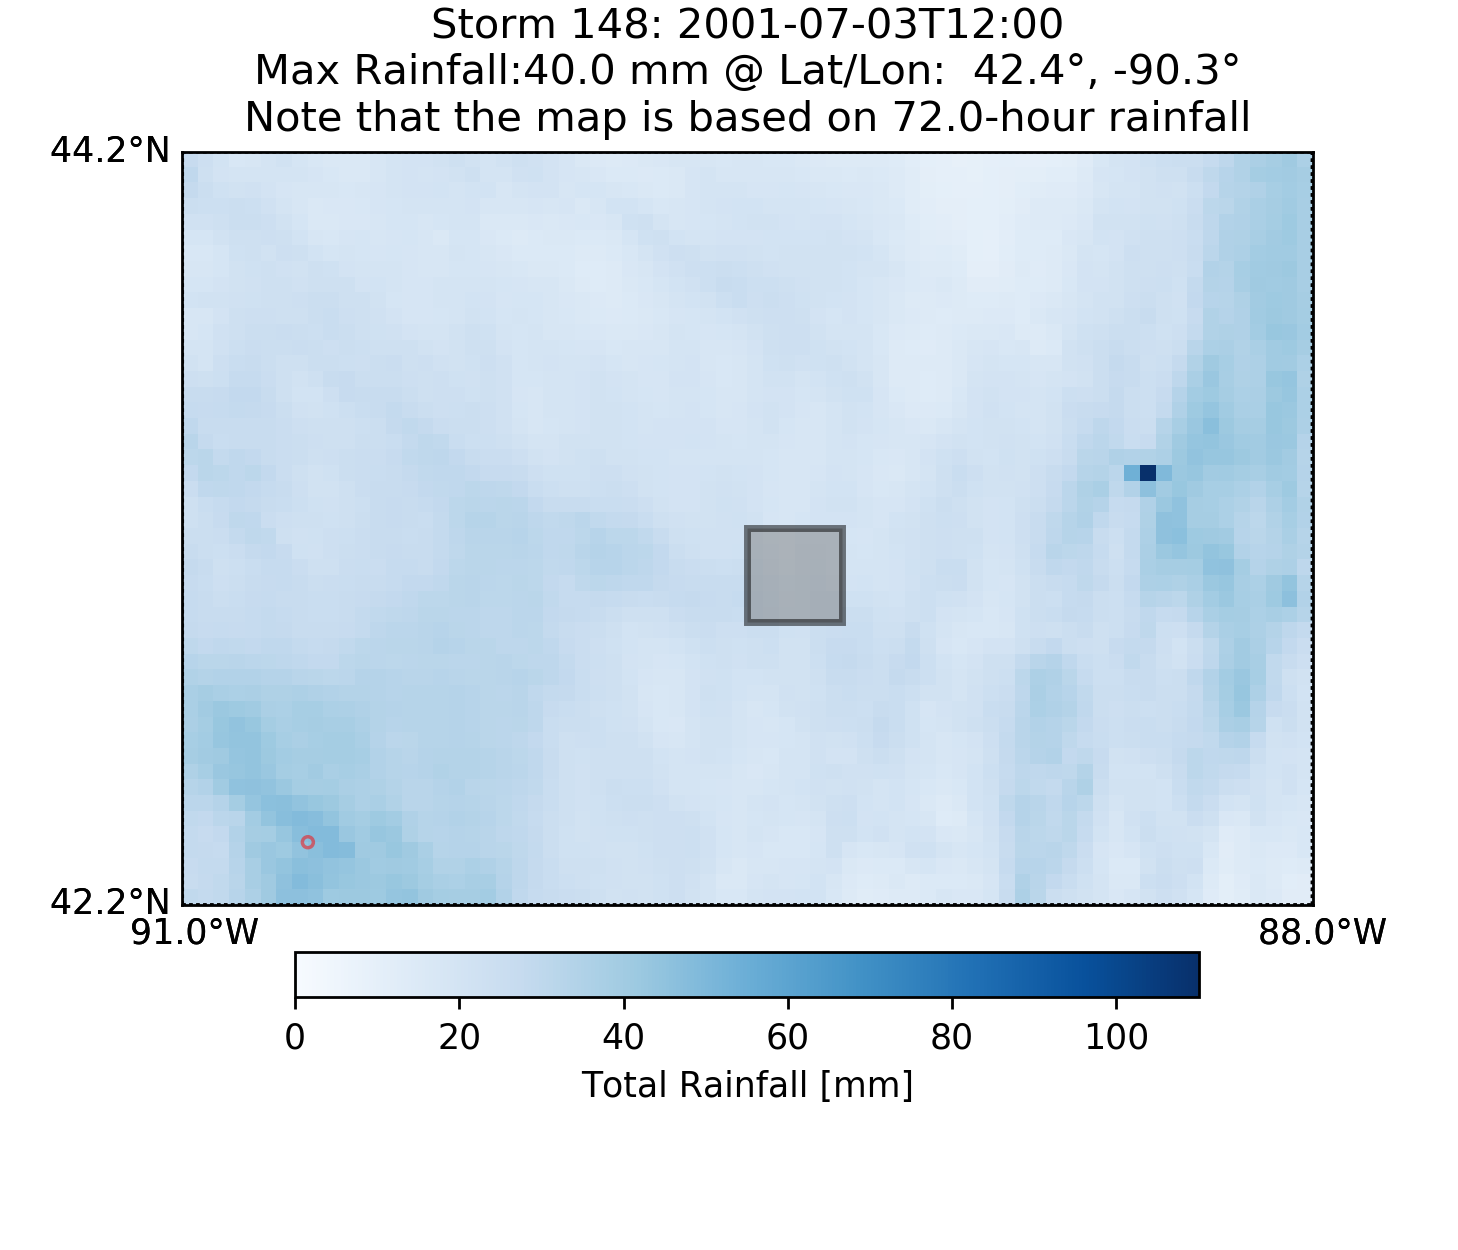 Storm 148: 2001-07-03T12:00
Max Rainfall:40.0 mm @ Lat/Lon:  42.4°, -90.3°
Note that the map is based on 72.0-hour rainfall
44.2°N
42.2°N
91.0°W 88.0°W
0 20 40 60 80 100
Total Rainfall [mm]